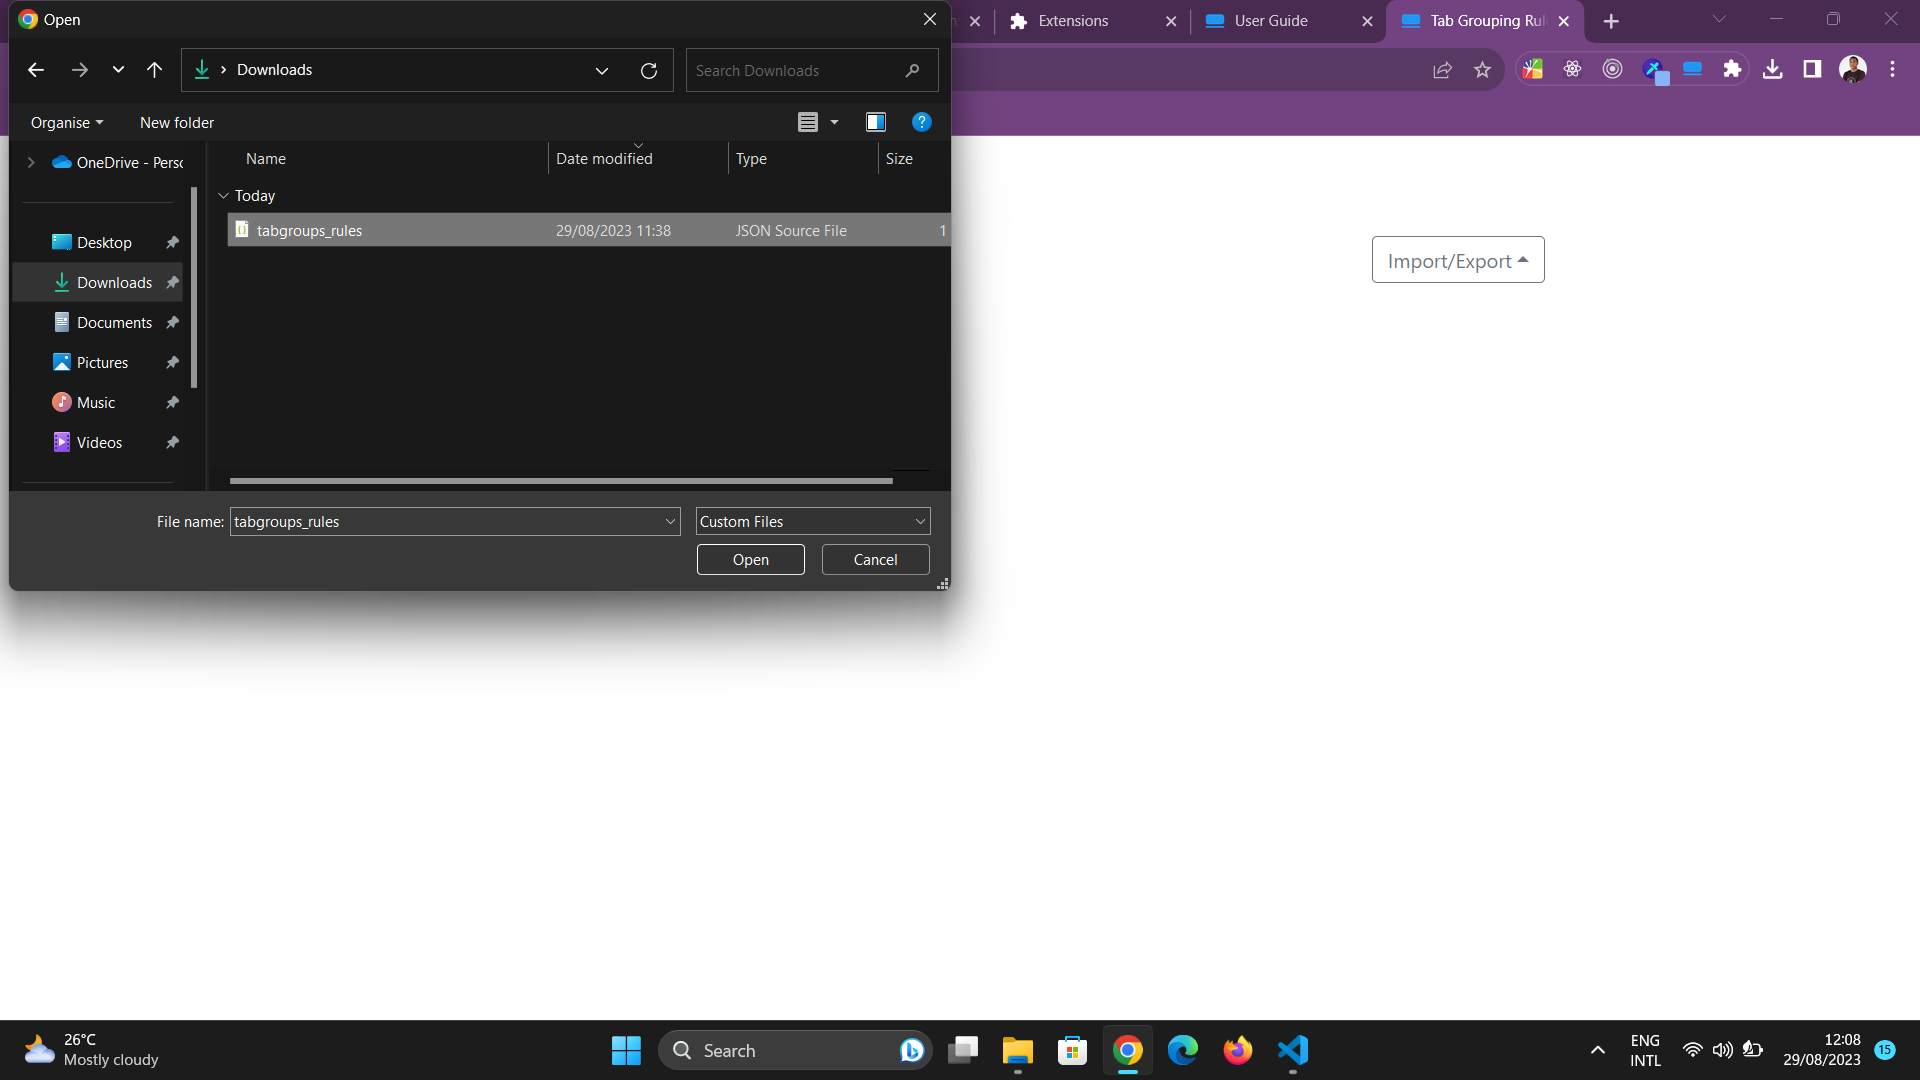 Open
Extensions
User Guide
Tab Grouping Rul
Downloads
Search Downloads
Organise
New folder
Name
Date modified
Type
Size
OneDrive - Perso
Today
tabgroups_rules
29/08/2023 11:38
JSON Source File
1
Import/Export
Desktop
Downloads
Documents
Pictures
Music
Videos
File name:
tabgroups_rules
Custom Files
Open
Cancel
26°C
Mostly cloudy
Search
ENG
INTL
12:08
29/08/2023
15